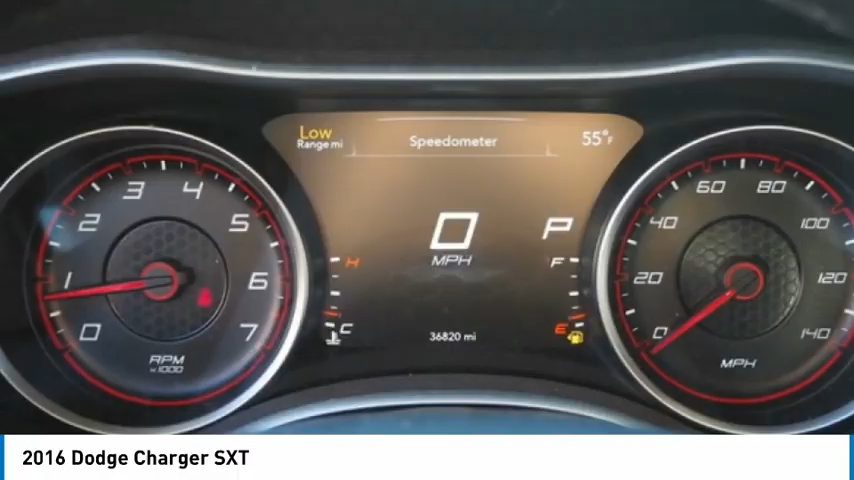 Low
Range mi
Speedometer
55°F
0
MPH
P
H
C
F
E
36820 mi
0
1
2
3
4
5
6
7
RPM
x1000
0
20
40
60
80
100
120
140
MPH
2016 Dodge Charger SXT